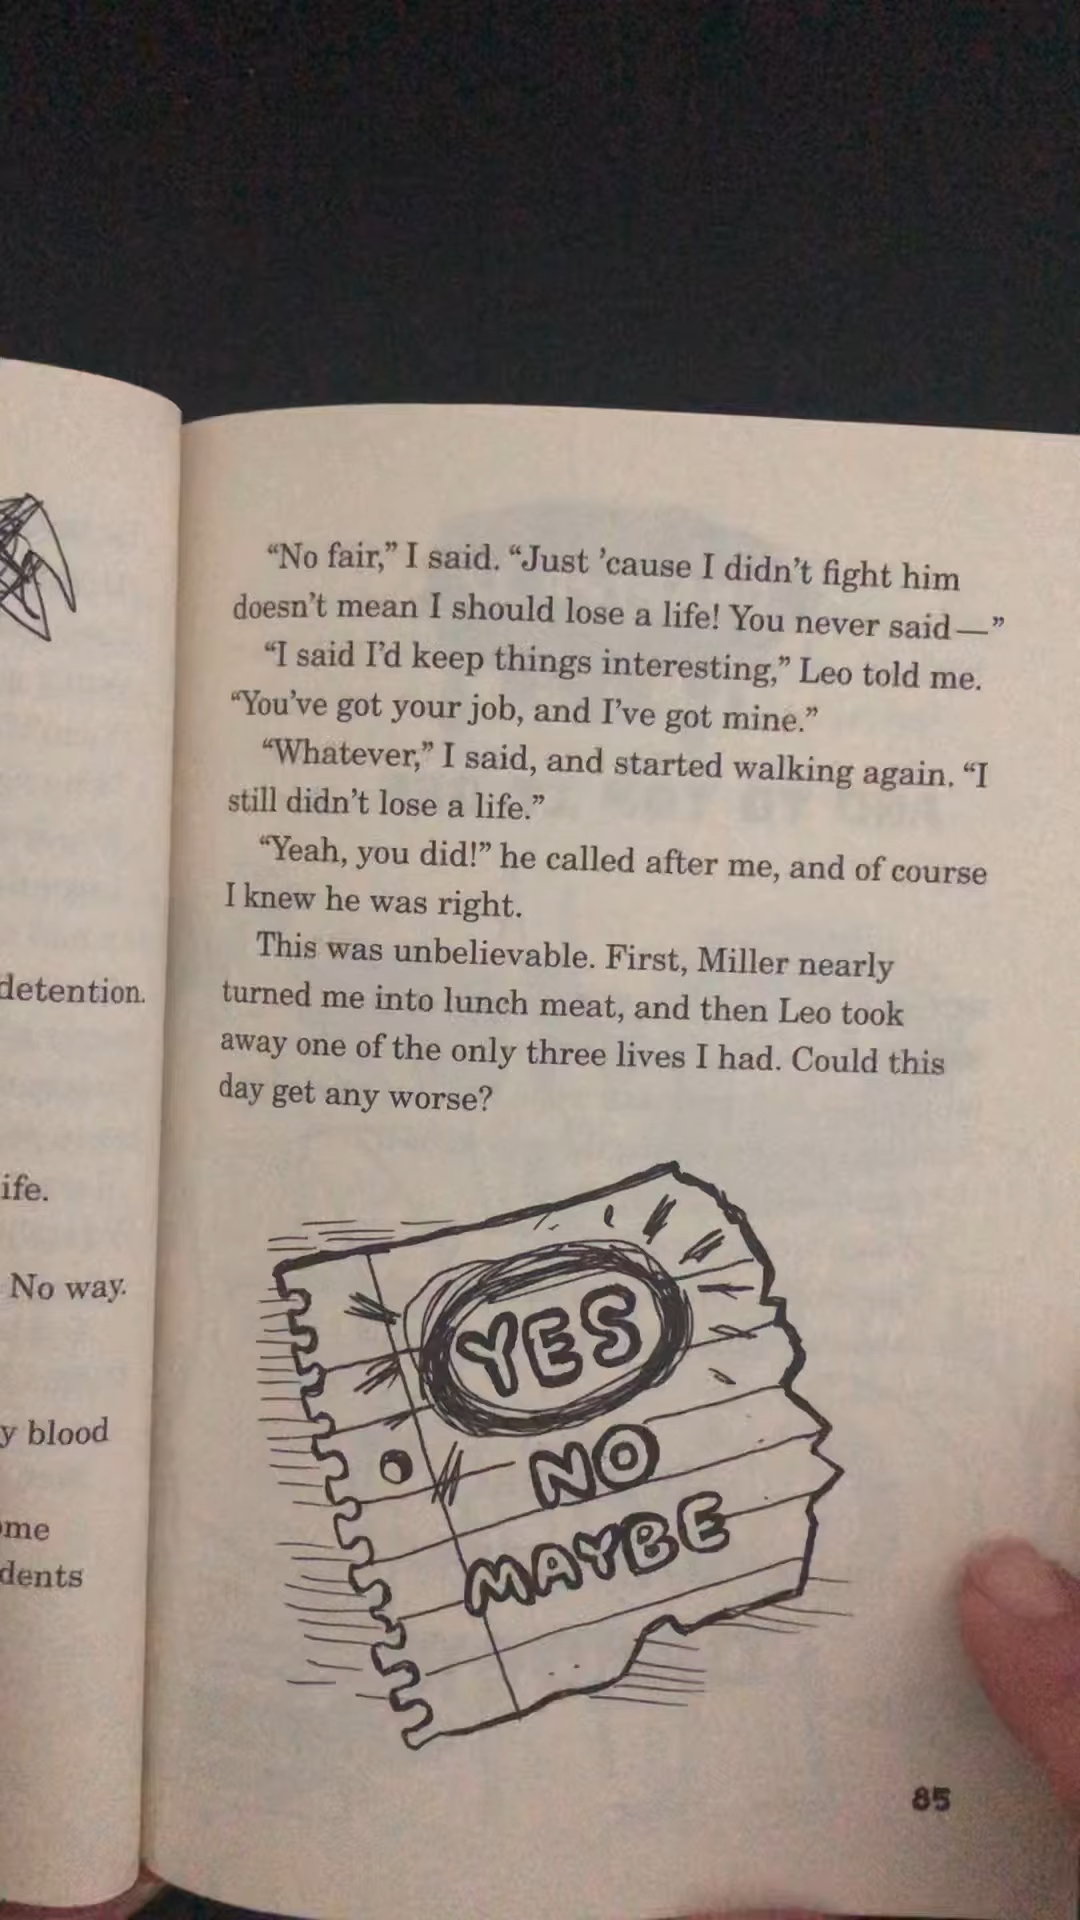 detention.
ife.
No way.
y blood
ome
dents
“No fair,” I said. “Just ’cause I didn’t fight him
doesn’t mean I should lose a life! You never said—”
“I said I’d keep things interesting,” Leo told me.
“You’ve got your job, and I’ve got mine.”
“Whatever,” I said, and started walking again. “I
still didn’t lose a life.”
“Yeah, you did!” he called after me, and of course
I knew he was right.
This was unbelievable. First, Miller nearly
turned me into lunch meat, and then Leo took
away one of the only three lives I had. Could this
day get any worse?
YES
NO
MAYBE
85